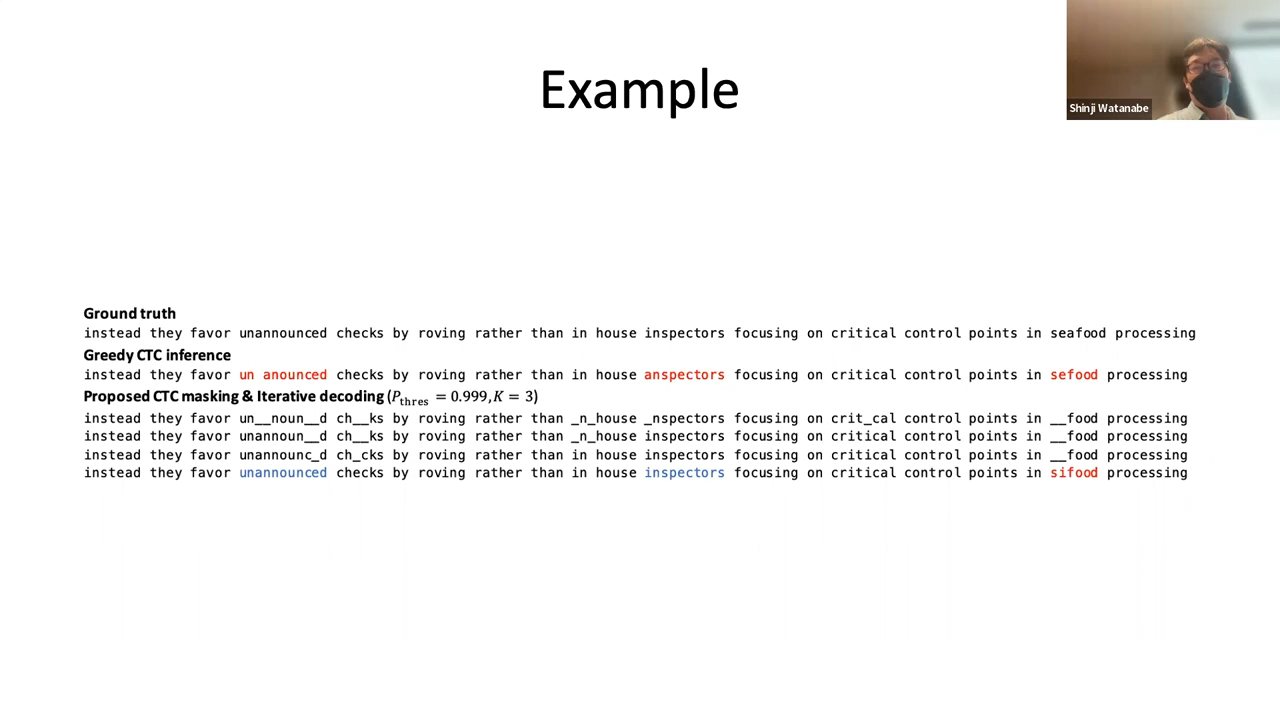 Example
Shinji Watanabe
Ground truth
instead they favor unannounced checks by roving rather than in house inspectors focusing on critical control points in seafood processing
Greedy CTC inference
instead they favor un anounced checks by roving rather than in house anspectors focusing on critical control points in sefood processing
Proposed CTC masking & Iterative decoding (P_thres = 0.999, K = 3)
instead they favor un__noun__d ch__ks by roving rather than _n_house _nspectors focusing on crit_cal control points in __food processing
instead they favor unannoun__d ch__ks by roving rather than _n_house inspectors focusing on critical control points in __food processing
instead they favor unannounc_d ch_cks by roving rather than in house inspectors focusing on critical control points in __food processing
instead they favor unannounced checks by roving rather than in house inspectors focusing on critical control points in sifood processing